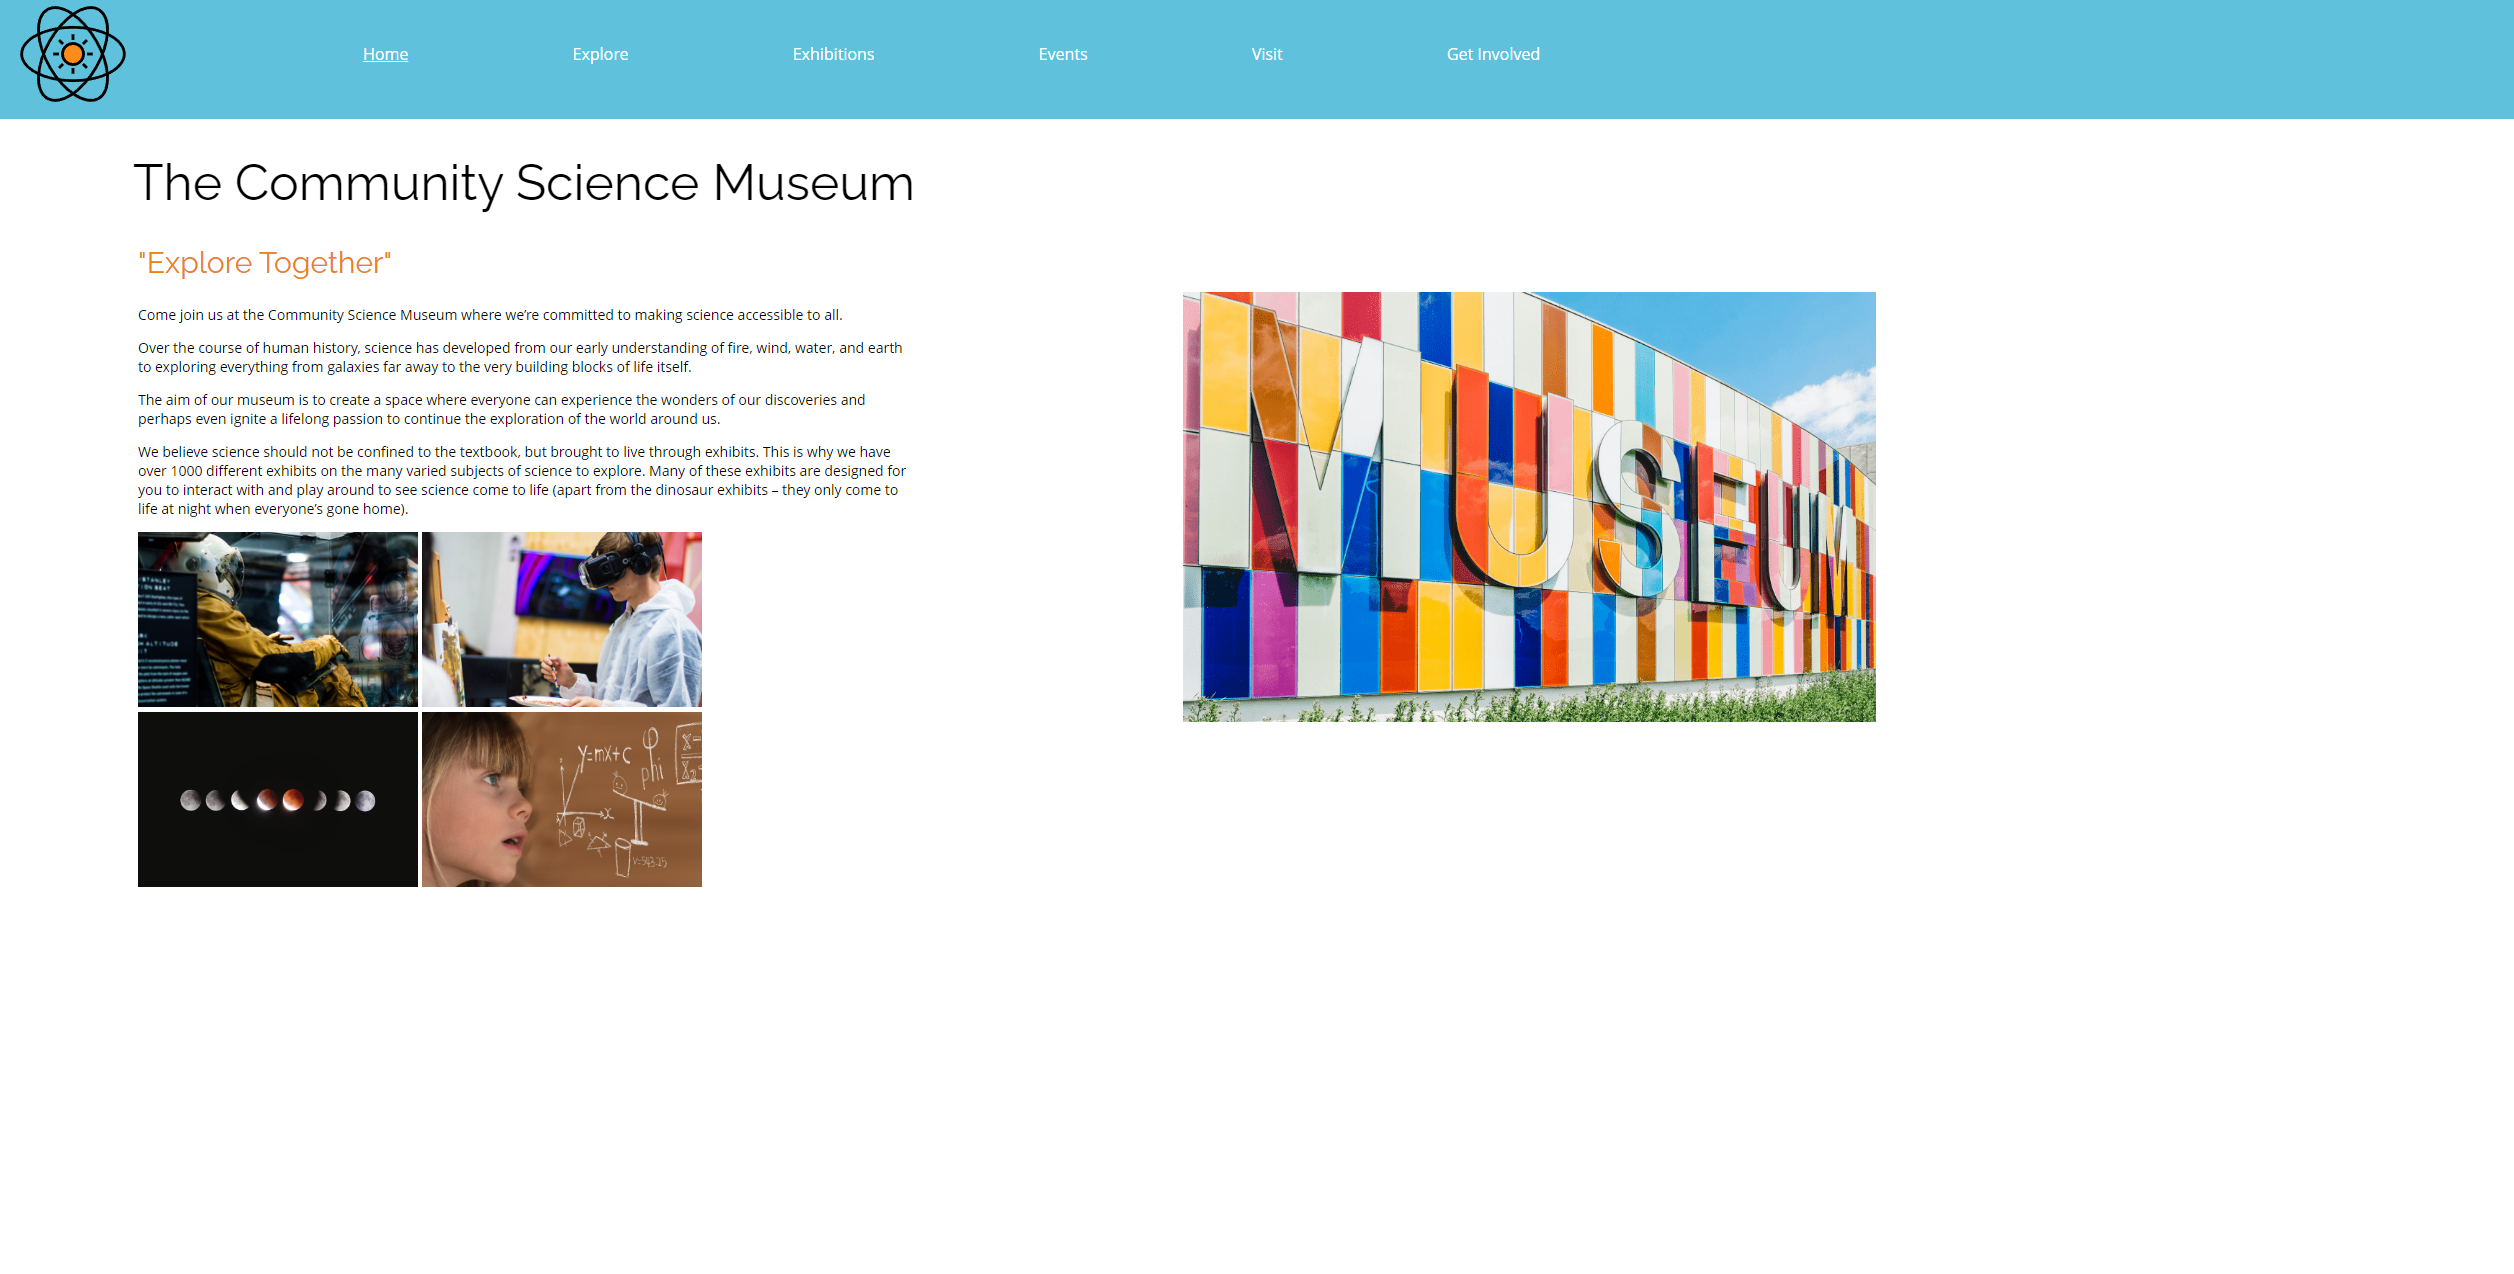 Home
Explore
Exhibitions
Events
Visit
Get Involved
The Community Science Museum
"Explore Together"
Come join us at the Community Science Museum where we’re committed to making science accessible to all.
Over the course of human history, science has developed from our early understanding of fire, wind, water, and earth
to exploring everything from galaxies far away to the very building blocks of life itself.
The aim of our museum is to create a space where everyone can experience the wonders of our discoveries and
perhaps even ignite a lifelong passion to continue the exploration of the world around us.
We believe science should not be confined to the textbook, but brought to live through exhibits. This is why we have
over 1000 different exhibits on the many varied subjects of science to explore. Many of these exhibits are designed for
you to interact with and play around to see science come to life (apart from the dinosaur exhibits – they only come to
life at night when everyone’s gone home).
MUSEUM
STANLEY
ION BEAT
ALTITUDE
y=mx+c
φ
phi
x
v=543.25